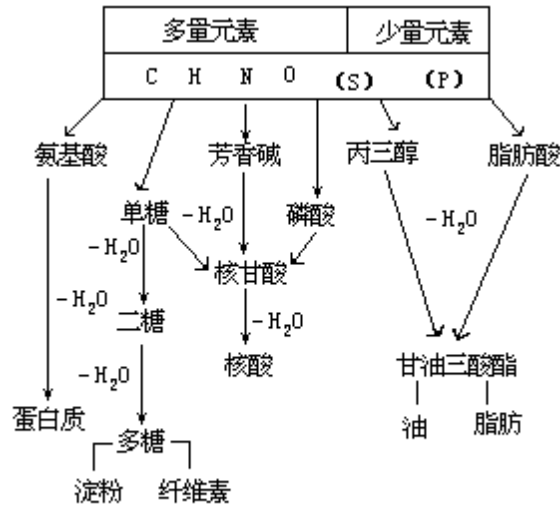 多量元素 少量元素
C H N O (S) (P)
氨基酸 芳香碱 丙三醇 脂肪酸
单糖 -H₂O 磷酸 -H₂O
-H₂O 核甘酸
-H₂O 二糖 -H₂O
-H₂O 核酸 甘油三酸酯
蛋白质 多糖 油 脂肪
淀粉 纤维素